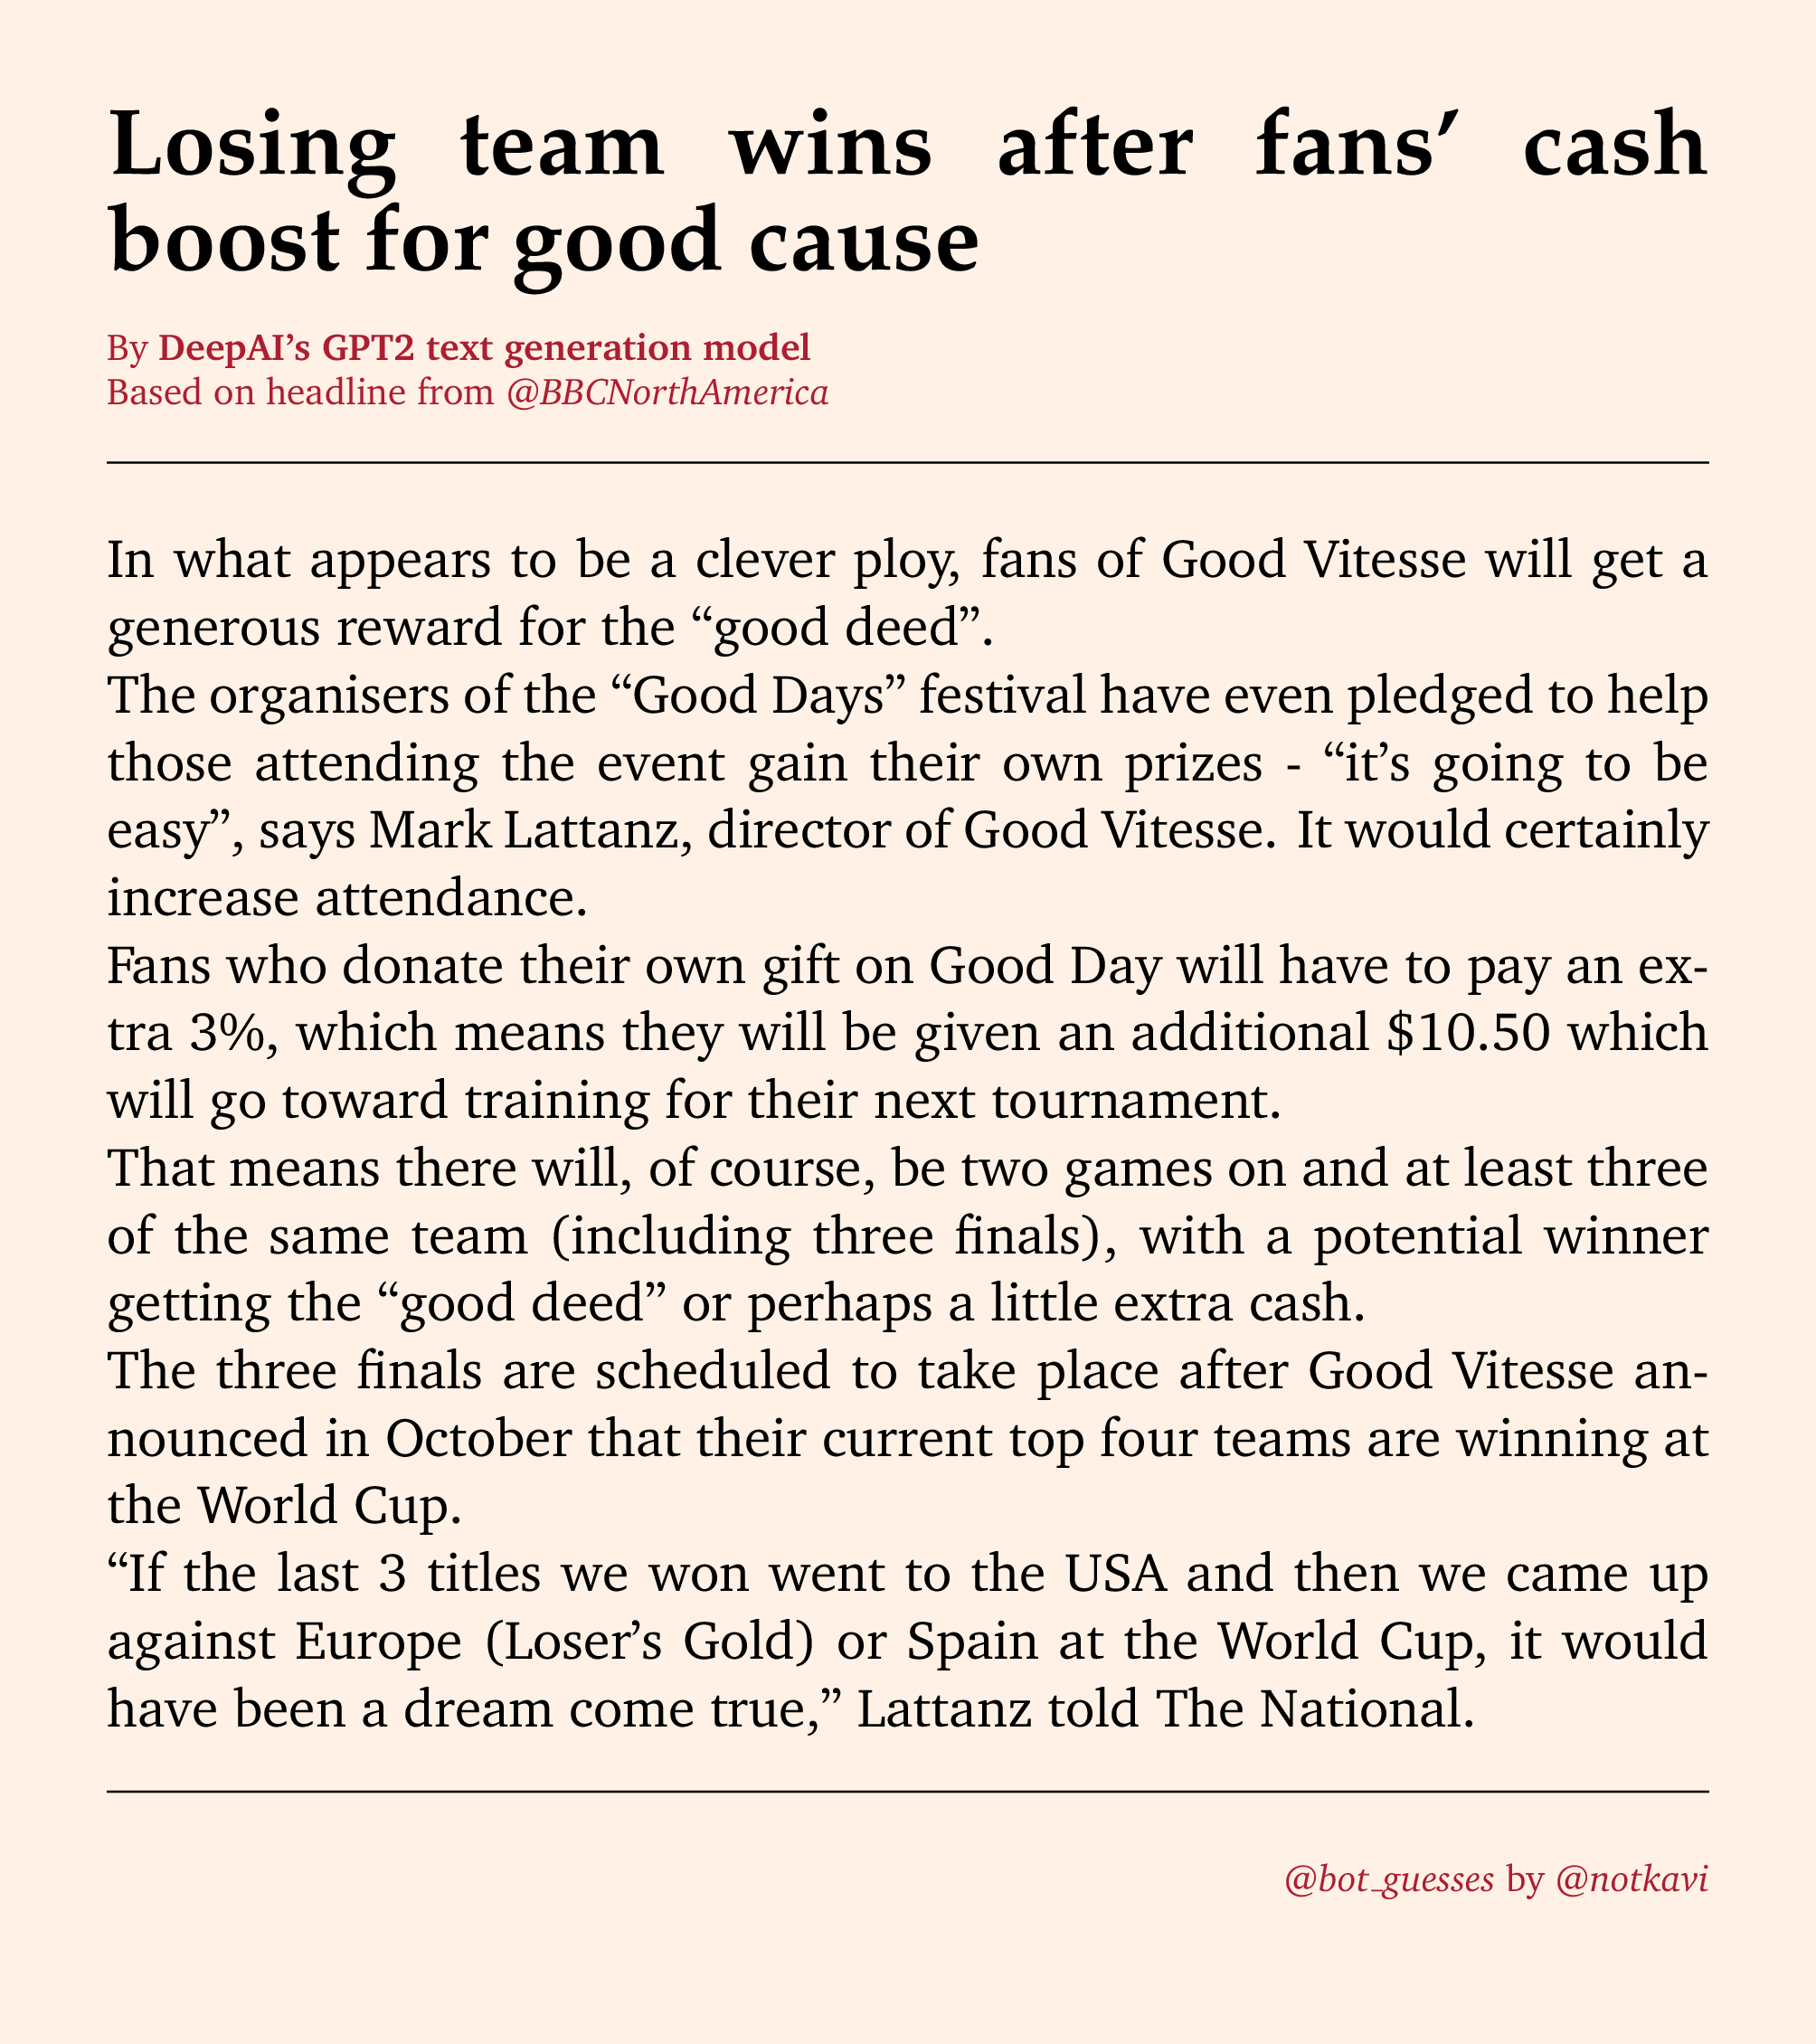 Losing team wins after fans’ cash
boost for good cause
By DeepAI’s GPT2 text generation model
Based on headline from @BBCNorthAmerica
In what appears to be a clever ploy, fans of Good Vitesse will get a
generous reward for the “good deed”.
The organisers of the “Good Days” festival have even pledged to help
those attending the event gain their own prizes - “it’s going to be
easy”, says Mark Lattanz, director of Good Vitesse. It would certainly
increase attendance.
Fans who donate their own gift on Good Day will have to pay an ex-
tra 3%, which means they will be given an additional $10.50 which
will go toward training for their next tournament.
That means there will, of course, be two games on and at least three
of the same team (including three finals), with a potential winner
getting the “good deed” or perhaps a little extra cash.
The three finals are scheduled to take place after Good Vitesse an-
nounced in October that their current top four teams are winning at
the World Cup.
“If the last 3 titles we won went to the USA and then we came up
against Europe (Loser’s Gold) or Spain at the World Cup, it would
have been a dream come true,” Lattanz told The National.
@bot_guesses by @notkavi